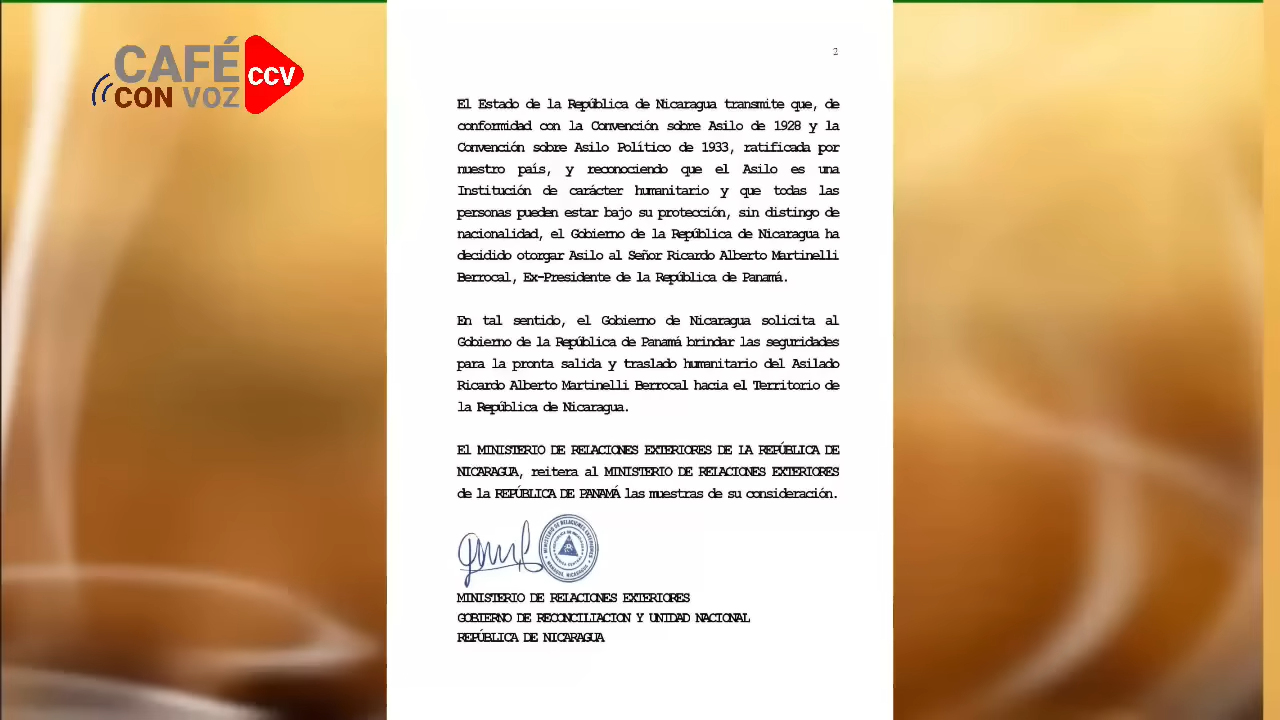 CAFÉ
CON VOZ
CCV
2
El Estado de la República de Nicaragua transmite que, de
conformidad con la Convención sobre Asilo de 1928 y la
Convención sobre Asilo Político de 1933, ratificada por
nuestro país, y reconociendo que el Asilo es una
Institución de carácter humanitario y que todas las
personas pueden estar bajo su protección, sin distingo de
nacionalidad, el Gobierno de la República de Nicaragua ha
decidido otorgar Asilo al Señor Ricardo Alberto Martinelli
Berrocal, Ex-Presidente de la República de Panamá.
En tal sentido, el Gobierno de Nicaragua solicita al
Gobierno de la República de Panamá brindar las seguridades
para la pronta salida y traslado humanitario del Asilado
Ricardo Alberto Martinelli Berrocal hacia el Territorio de
la República de Nicaragua.
El MINISTERIO DE RELACIONES EXTERIORES DE LA REPÚBLICA DE
NICARAGUA, reitera al MINISTERIO DE RELACIONES EXTERIORES
de la REPÚBLICA DE PANAMÁ las muestras de su consideración.
MINISTERIO DE RELACIONES EXTERIORES
MANAGUA, NICARAGUA
MINISTERIO DE RELACIONES EXTERIORES
GOBIERNO DE RECONCILIACION Y UNIDAD NACIONAL
REPÚBLICA DE NICARAGUA